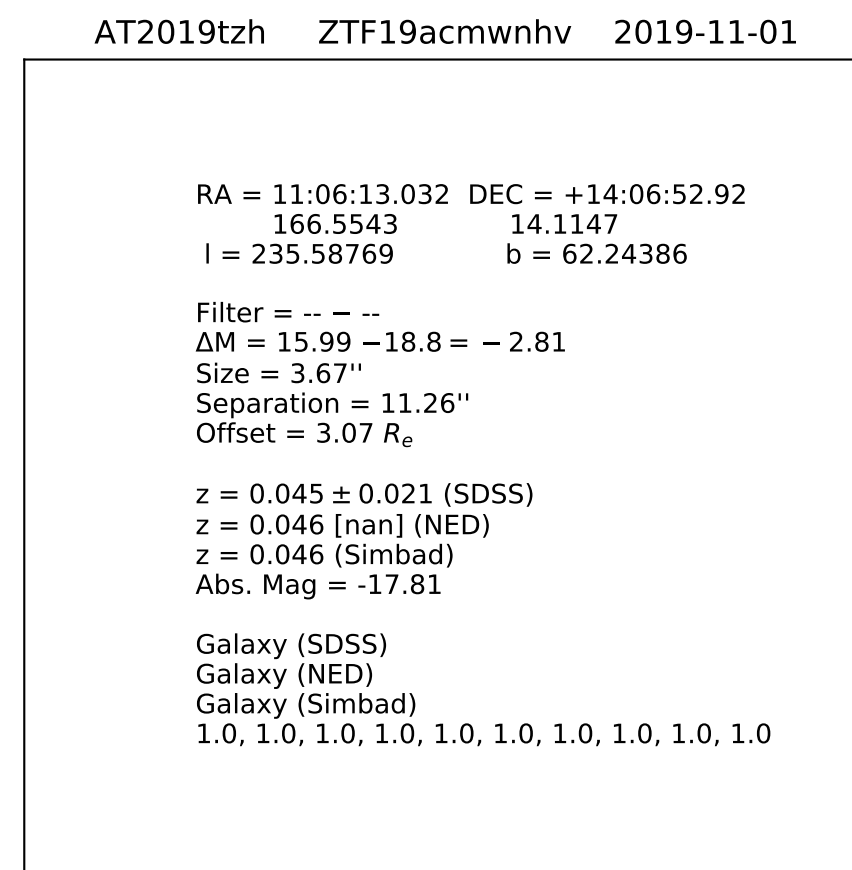 AT2019tzh ZTF19acmwnhv 2019-11-01
RA = 11:06:13.032 DEC = +14:06:52.92
166.5543 14.1147
l = 235.58769 b = 62.24386
Filter = -- − --
ΔM = 15.99 −18.8 = − 2.81
Size = 3.67''
Separation = 11.26''
Offset = 3.07 Re
z = 0.045 ± 0.021 (SDSS)
z = 0.046 [nan] (NED)
z = 0.046 (Simbad)
Abs. Mag = -17.81
Galaxy (SDSS)
Galaxy (NED)
Galaxy (Simbad)
1.0, 1.0, 1.0, 1.0, 1.0, 1.0, 1.0, 1.0, 1.0, 1.0